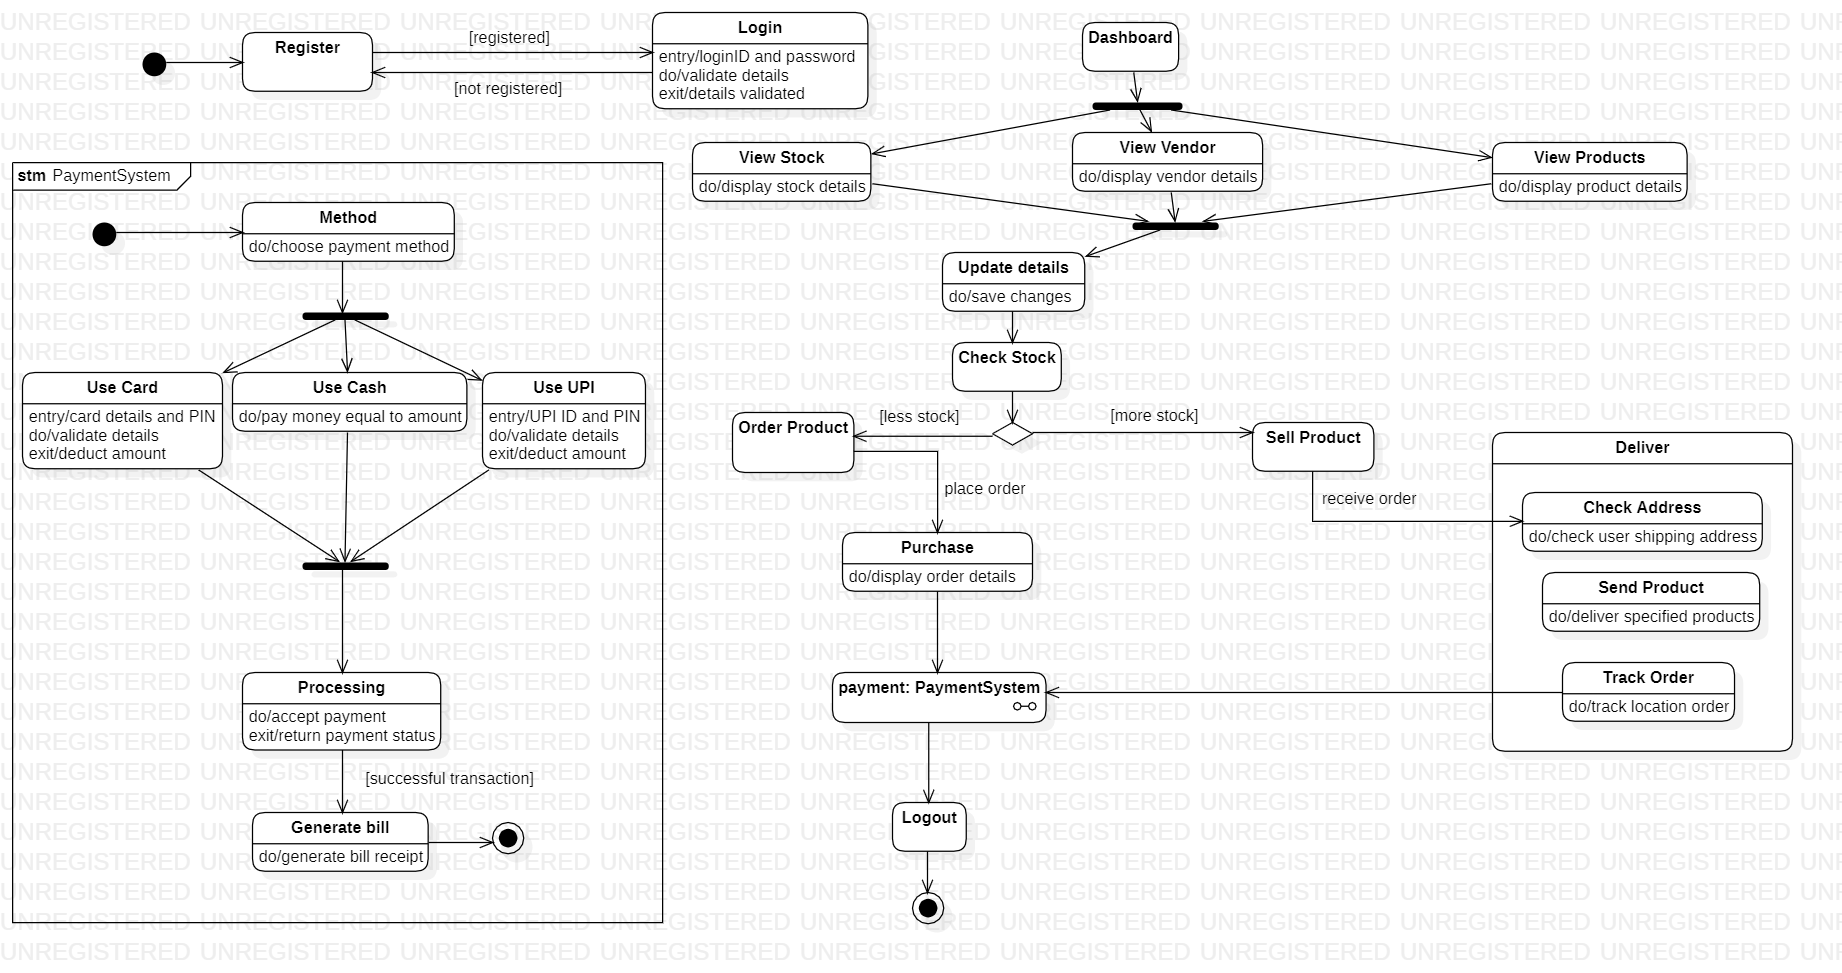 Register
[registered]
[not registered]
Login
entry/loginID and password
do/validate details
exit/details validated
Dashboard
View Stock
do/display stock details
View Vendor
do/display vendor details
View Products
do/display product details
stm PaymentSystem
Method
do/choose payment method
Use Card
entry/card details and PIN
do/validate details
exit/deduct amount
Use Cash
do/pay money equal to amount
Use UPI
entry/UPI ID and PIN
do/validate details
exit/deduct amount
Processing
do/accept payment
exit/return payment status
[successful transaction]
Generate bill
do/generate bill receipt
Update details
do/save changes
Check Stock
[less stock]
[more stock]
Order Product
place order
Sell Product
receive order
Purchase
do/display order details
payment: PaymentSystem
Logout
Deliver
Check Address
do/check user shipping address
Send Product
do/deliver specified products
Track Order
do/track location order
UNREGISTERED